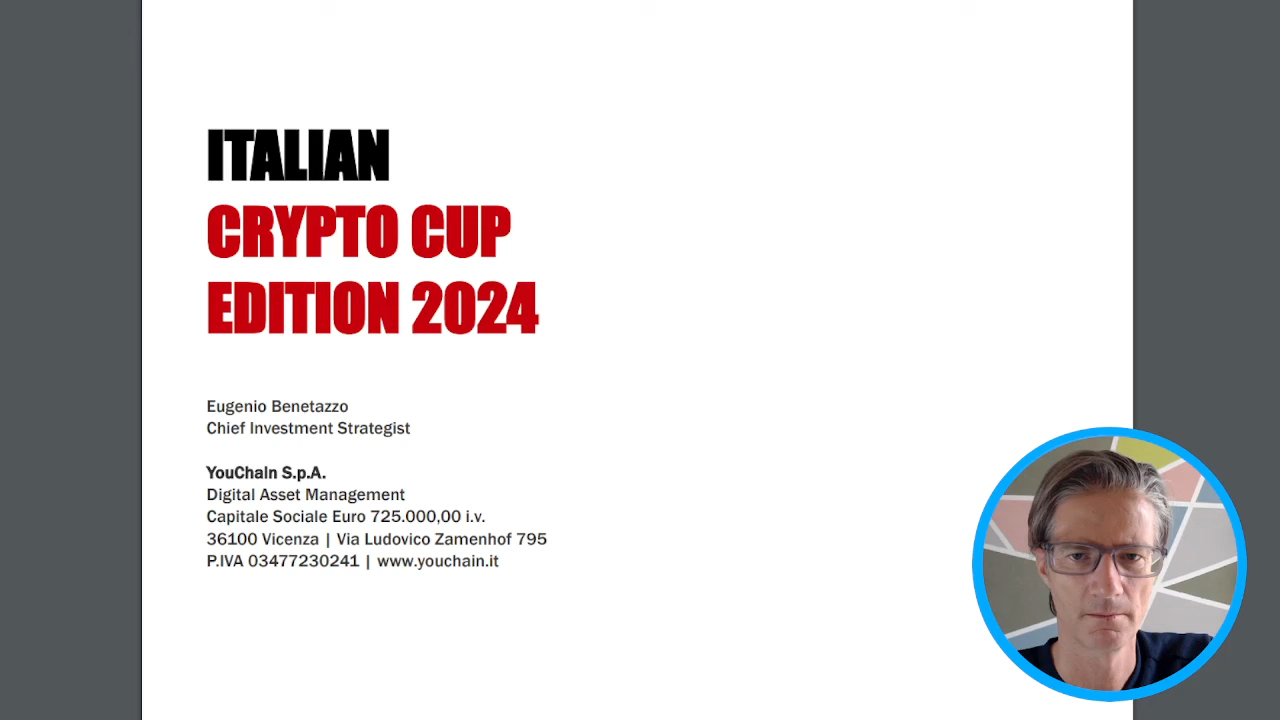 ITALIAN
CRYPTO CUP
EDITION 2024
Eugenio Benetazzo
Chief Investment Strategist
YouChain S.p.A.
Digital Asset Management
Capitale Sociale Euro 725.000,00 i.v.
36100 Vicenza | Via Ludovico Zamenhof 795
P.IVA 03477230241 | www.youchain.it